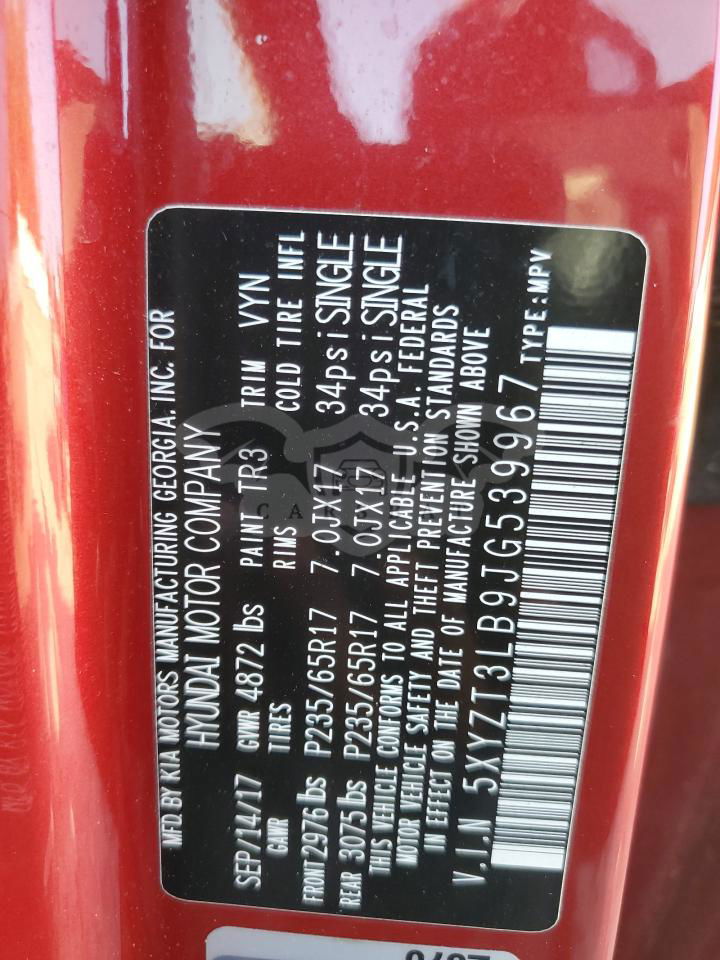 MFD.BY KIA MOTORS MANUFACTURING GEORGIA, INC. FOR
HYUNDAI MOTOR COMPANY
SEP/14/17 GVWR 4872 lbs PAINT TR3 TRIM VYN
GAWR TIRES RIMS COLD TIRE INFL
FRONT 2976 lbs P235/65R17 7.0JX17 34psi SINGLE
REAR 3075 lbs P235/65R17 7.0JX17 34psi SINGLE
THIS VEHICLE CONFORMS TO ALL APPLICABLE U.S.A. FEDERAL
MOTOR VEHICLE SAFETY AND THEFT PREVENTION STANDARDS
IN EFFECT ON THE DATE OF MANUFACTURE SHOWN ABOVE
V.I.N 5XYZT3LB9JG539967 TYPE:MPV